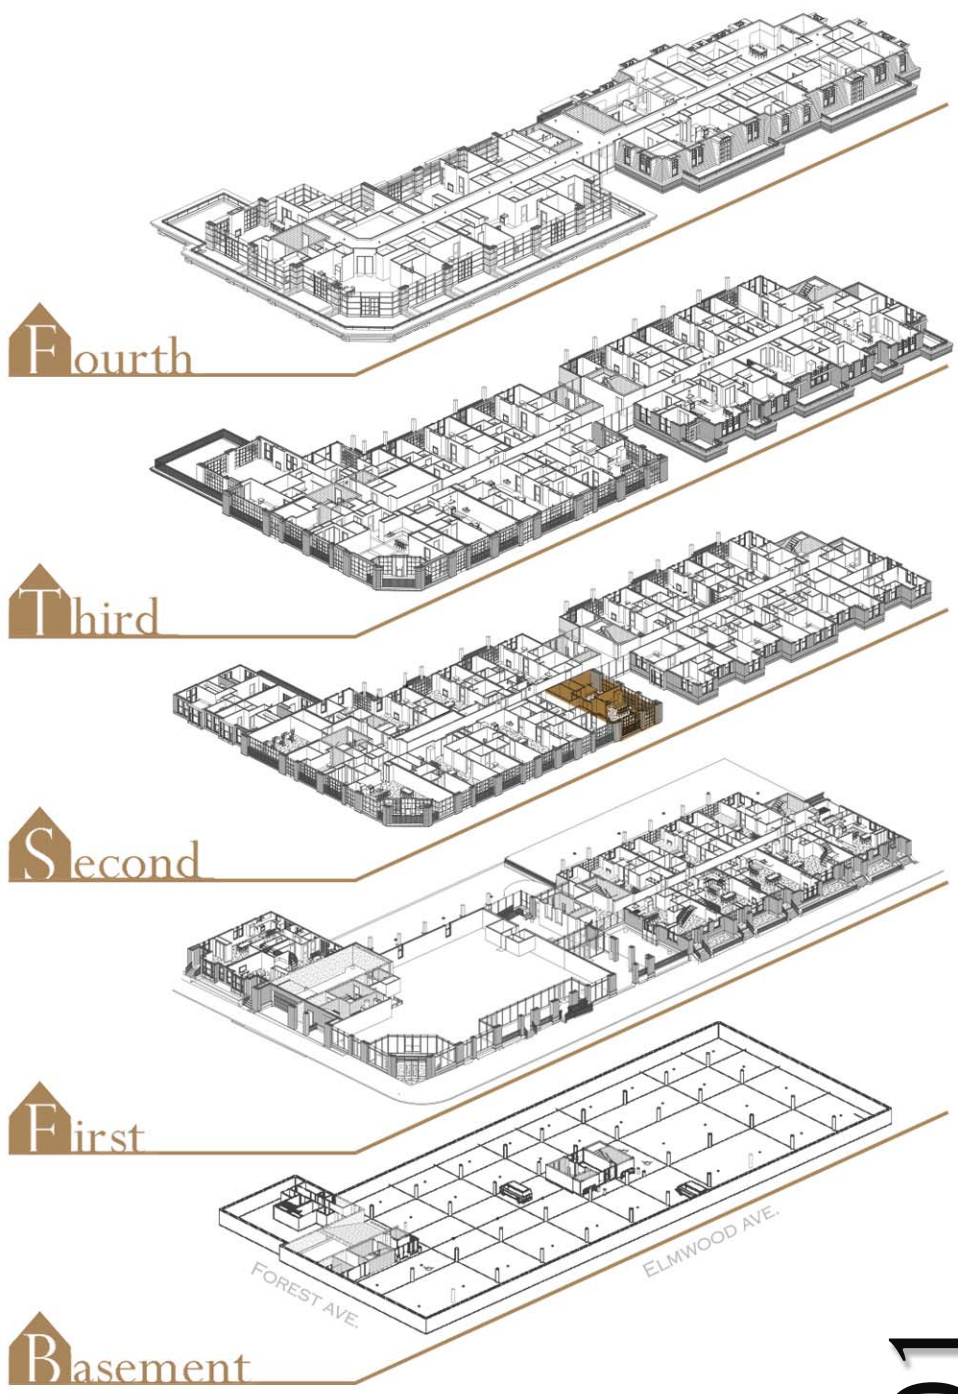 Fourth
Third
Second
First
FOREST AVE.
ELMWOOD AVE.
Basement